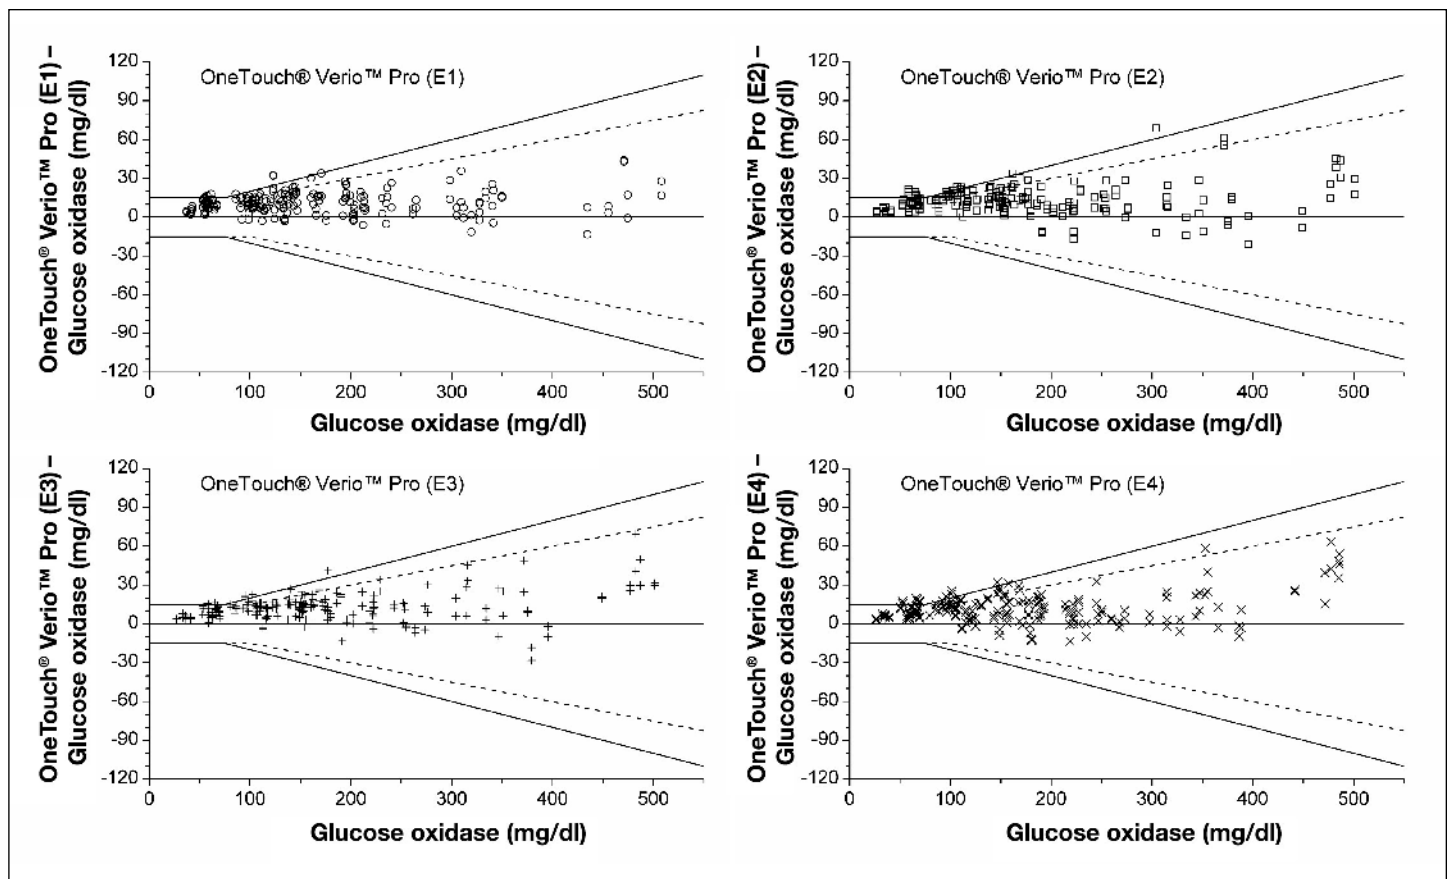 OneTouch® Verio™ Pro (E1) –
Glucose oxidase (mg/dl)
120
90
60
30
0
-30
-60
-90
-120
OneTouch® Verio™ Pro (E1)
0 100 200 300 400 500
Glucose oxidase (mg/dl)
OneTouch® Verio™ Pro (E2) –
Glucose oxidase (mg/dl)
120
90
60
30
0
-30
-60
-90
-120
OneTouch® Verio™ Pro (E2)
0 100 200 300 400 500
Glucose oxidase (mg/dl)
OneTouch® Verio™ Pro (E3) –
Glucose oxidase (mg/dl)
120
90
60
30
0
-30
-60
-90
-120
OneTouch® Verio™ Pro (E3)
0 100 200 300 400 500
Glucose oxidase (mg/dl)
OneTouch® Verio™ Pro (E4) –
Glucose oxidase (mg/dl)
120
90
60
30
0
-30
-60
-90
-120
OneTouch® Verio™ Pro (E4)
0 100 200 300 400 500
Glucose oxidase (mg/dl)